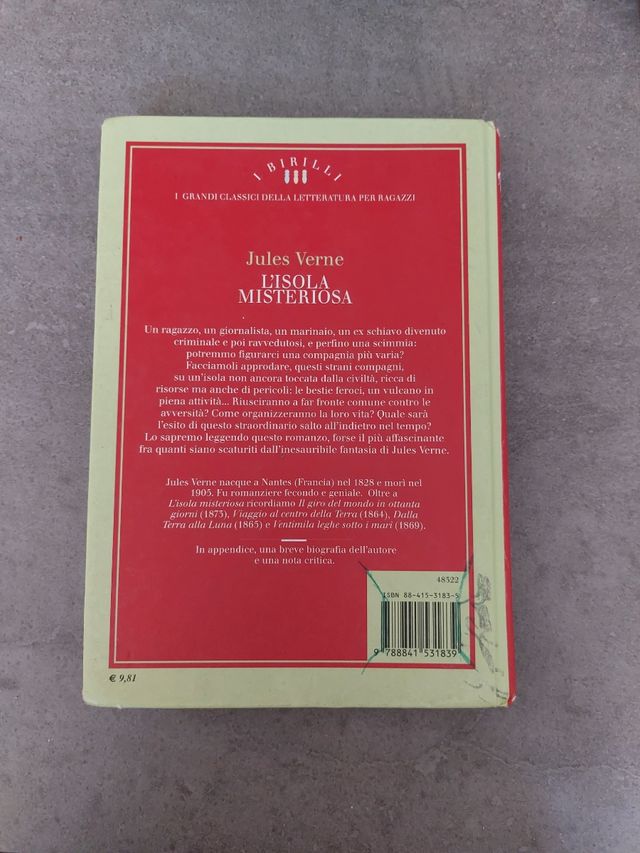 I BIRILLI
I GRANDI CLASSICI DELLA LETTERATURA PER RAGAZZI
Jules Verne
L'ISOLA
MISTERIOSA
Un ragazzo, un giornalista, un marinaio, un ex schiavo divenuto
criminale e poi ravvedutosi, e perfino una scimmia:
potremmo figurarci una compagnia più varia?
Facciamoli approdare, questi strani compagni,
su un'isola non ancora toccata dalla civiltà, ricca di
risorse ma anche di pericoli: le bestie feroci, un vulcano in
piena attività... Riusciranno a far fronte comune contro le
avversità? Come organizzeranno la loro vita? Quale sarà
l'esito di questo straordinario salto all'indietro nel tempo?
Lo sapremo leggendo questo romanzo, forse il più affascinante
fra quanti siano scaturiti dall'inesauribile fantasia di Jules Verne.
Jules Verne nacque a Nantes (Francia) nel 1828 e morì nel
1905. Fu romanziere fecondo e geniale. Oltre a
L'isola misteriosa ricordiamo Il giro del mondo in ottanta
giorni (1873), Viaggio al centro della Terra (1864), Dalla
Terra alla Luna (1865) e Ventimila leghe sotto i mari (1869).
In appendice, una breve biografia dell'autore
e una nota critica.
48322
ISBN 88-415-3183-5
9 788841 531839
€ 9,81